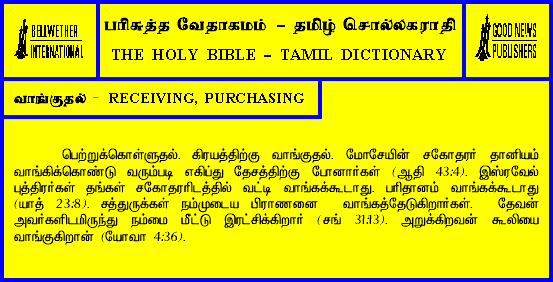 BELLWETHER
INTERNATIONAL
பரிசுத்த வேதாகமம் - தமிழ் சொல்லகராதி
THE HOLY BIBLE - TAMIL DICTIONARY
GOOD NEWS
PUBLISHERS
வாங்குதல் - RECEIVING, PURCHASING
பெற்றுக்கொள்ளுதல். கிரயத்திற்கு வாங்குதல். மோசேயின் சகோதரர் தானியம்
வாங்கிக்கொண்டு வரும்படி எகிப்து தேசத்திற்கு போனார்கள் (ஆதி 43:4). இஸ்ரவேல்
புத்திரர்கள் தங்கள் சகோதரரிடத்தில் வட்டி வாங்கக்கூடாது. பரிதானம் வாங்கக்கூடாது
(யாத் 23:8). சத்துருக்கள் நம்முடைய பிராணனை வாங்கத்தேடுகிறார்கள். தேவன்
அவர்களிடமிருந்து நம்மை மீட்டு இரட்சிக்கிறார் (சங் 31:13). அறுக்கிறவன் கூலியை
வாங்குகிறான் (யோவா 4:36).